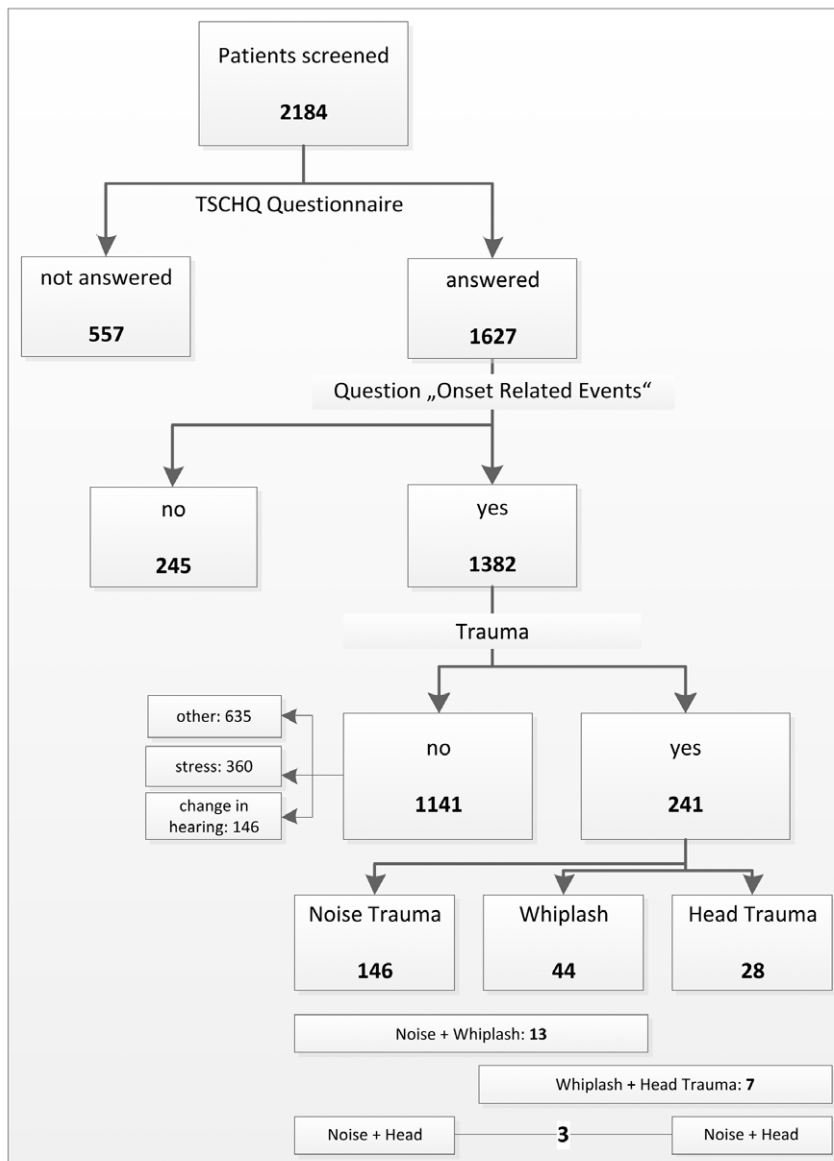 Patients screened
2184
TSCHQ Questionnaire
not answered
557
answered
1627
Question „Onset Related Events“
no
245
yes
1382
Trauma
other: 635
stress: 360
change in
hearing: 146
no
1141
yes
241
Noise Trauma
146
Whiplash
44
Head Trauma
28
Noise + Whiplash: 13
Whiplash + Head Trauma: 7
Noise + Head
3
Noise + Head